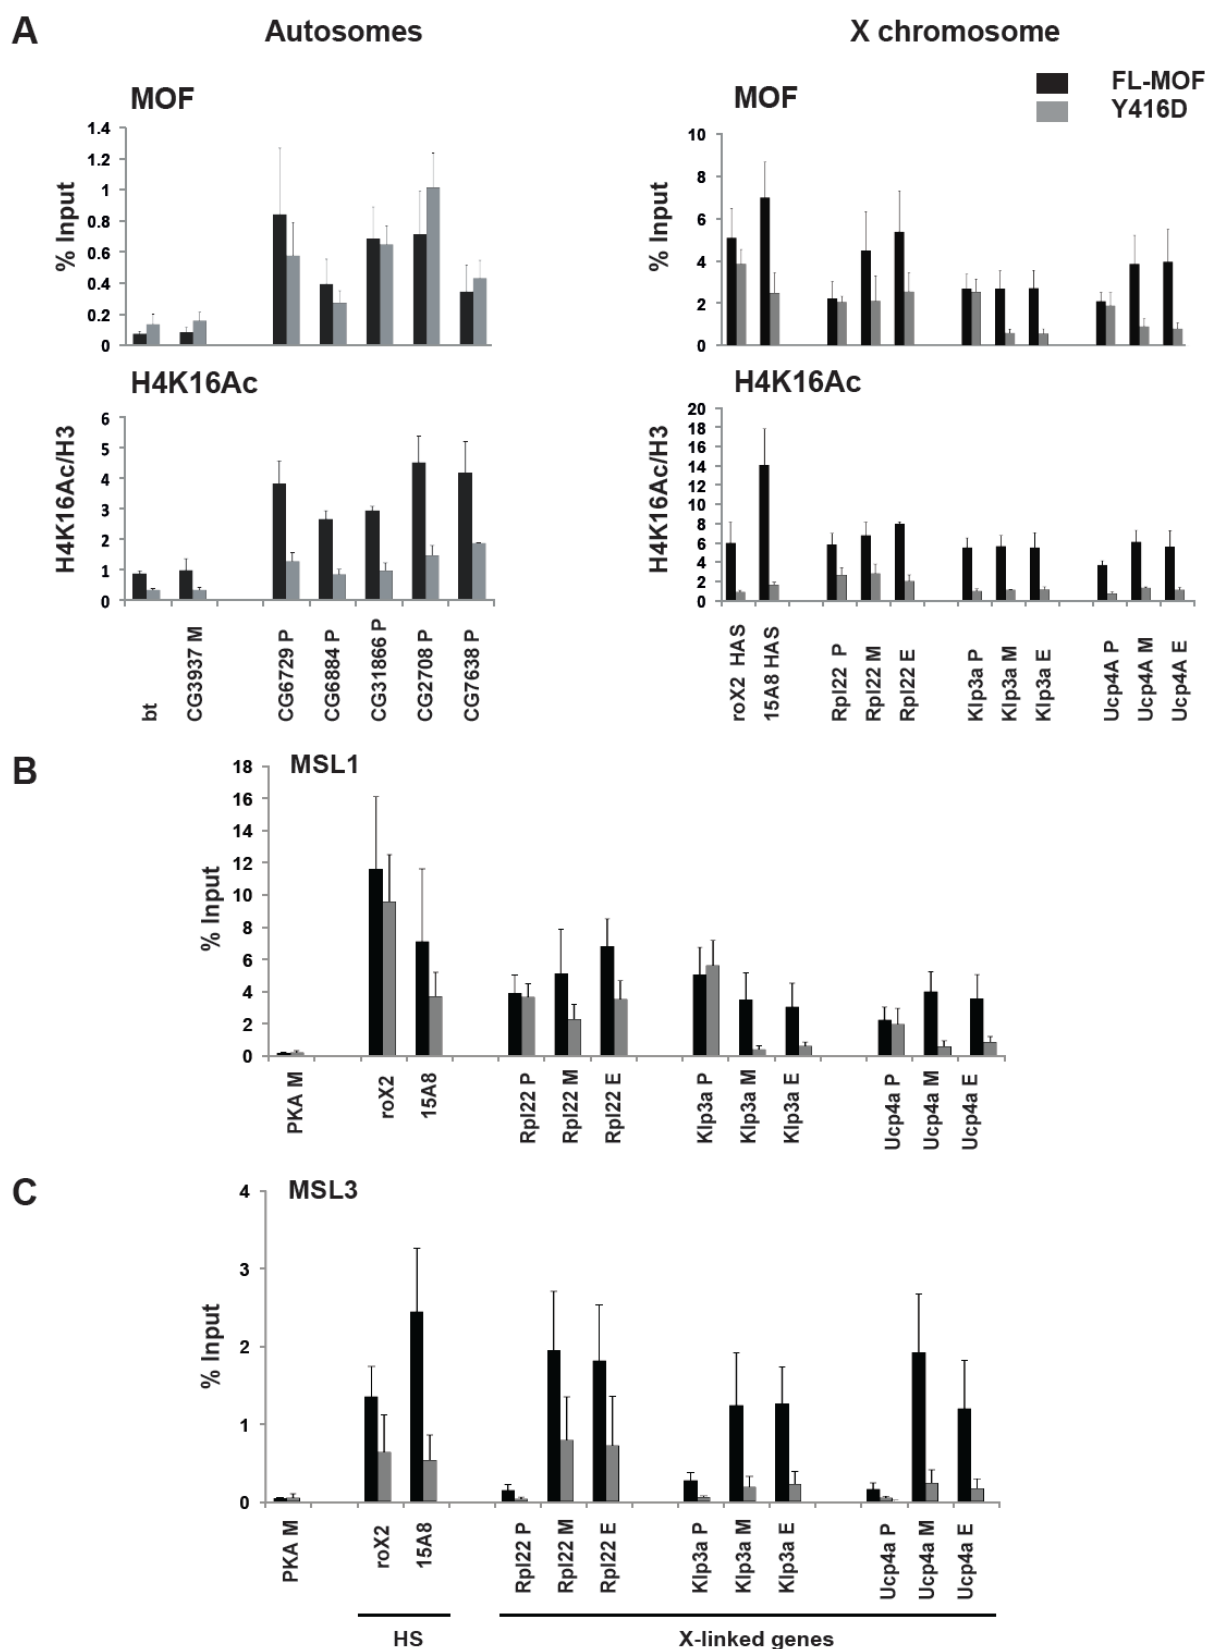 A
Autosomes
X chromosome
FL-MOF
Y416D
MOF
% Input
1.4
1.2
1
0.8
0.6
0.4
0.2
0
MOF
% Input
10
8
6
4
2
0
H4K16Ac
H4K16Ac/H3
6
5
4
3
2
1
0
bt
CG3937 M
CG6729 P
CG6884 P
CG31866 P
CG2708 P
CG7638 P
H4K16Ac
H4K16Ac/H3
20
18
16
14
12
10
8
6
4
2
0
roX2 HAS
15A8 HAS
Rpl22 P
Rpl22 M
Rpl22 E
Klp3a P
Klp3a M
Klp3a E
Ucp4A P
Ucp4A M
Ucp4A E
B
MSL1
% Input
18
16
14
12
10
8
6
4
2
0
PKA M
roX2
15A8
Rpl22 P
Rpl22 M
Rpl22 E
Klp3a P
Klp3a M
Klp3a E
Ucp4a P
Ucp4a M
Ucp4a E
C
MSL3
% Input
4
3
2
1
0
PKA M
roX2
15A8
Rpl22 P
Rpl22 M
Rpl22 E
Klp3a P
Klp3a M
Klp3a E
Ucp4a P
Ucp4a M
Ucp4a E
HS
X-linked genes